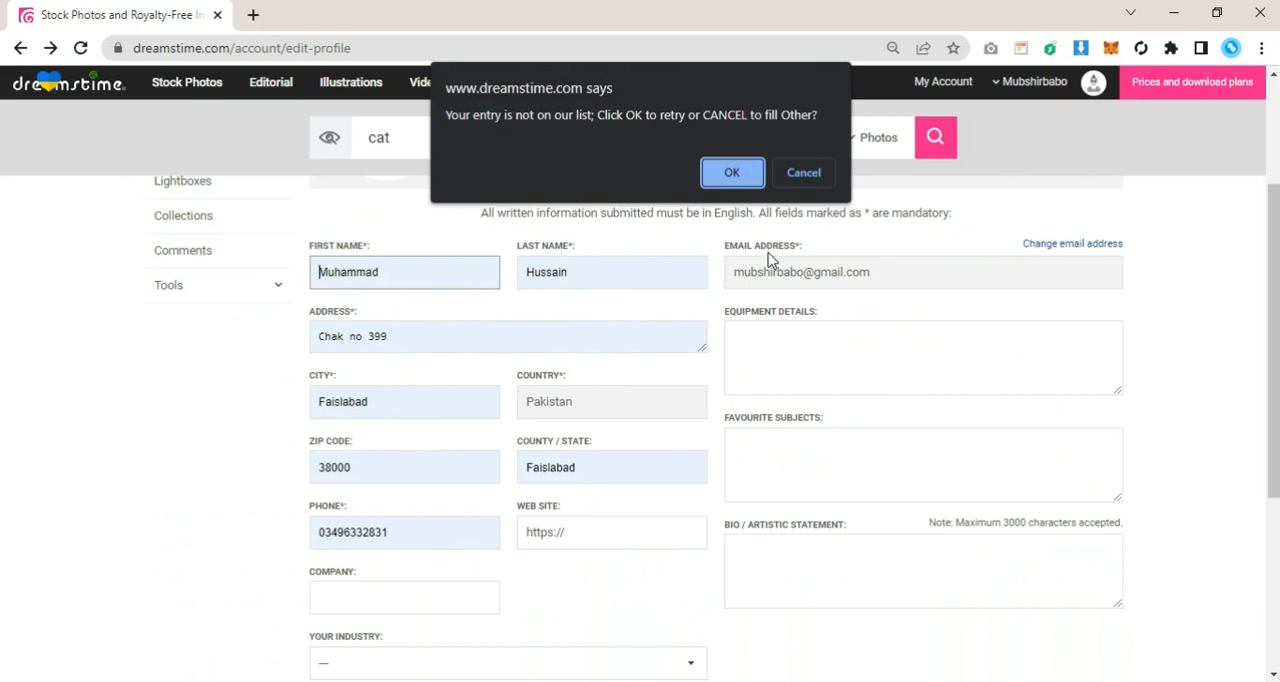 Stock Photos and Royalty-Free In
dreamstime.com/account/edit-profile
dreamstime.
Stock Photos
Editorial
Illustrations
Vide
My Account
Mubshirbabo
Prices and download plans
www.dreamstime.com says
Your entry is not on our list; Click OK to retry or CANCEL to fill Other?
OK
Cancel
cat
Photos
Lightboxes
Collections
Comments
Tools
All written information submitted must be in English. All fields marked as * are mandatory:
FIRST NAME*:
LAST NAME*:
EMAIL ADDRESS*:
Change email address
Muhammad
Hussain
mubshirbabo@gmail.com
ADDRESS*:
EQUIPMENT DETAILS:
Chak no 399
CITY*:
COUNTRY*:
Faislabad
Pakistan
FAVOURITE SUBJECTS:
ZIP CODE:
COUNTY / STATE:
38000
Faislabad
PHONE*:
WEB SITE:
BIO / ARTISTIC STATEMENT:
Note: Maximum 3000 characters accepted.
03496332831
https://
COMPANY:
YOUR INDUSTRY:
—